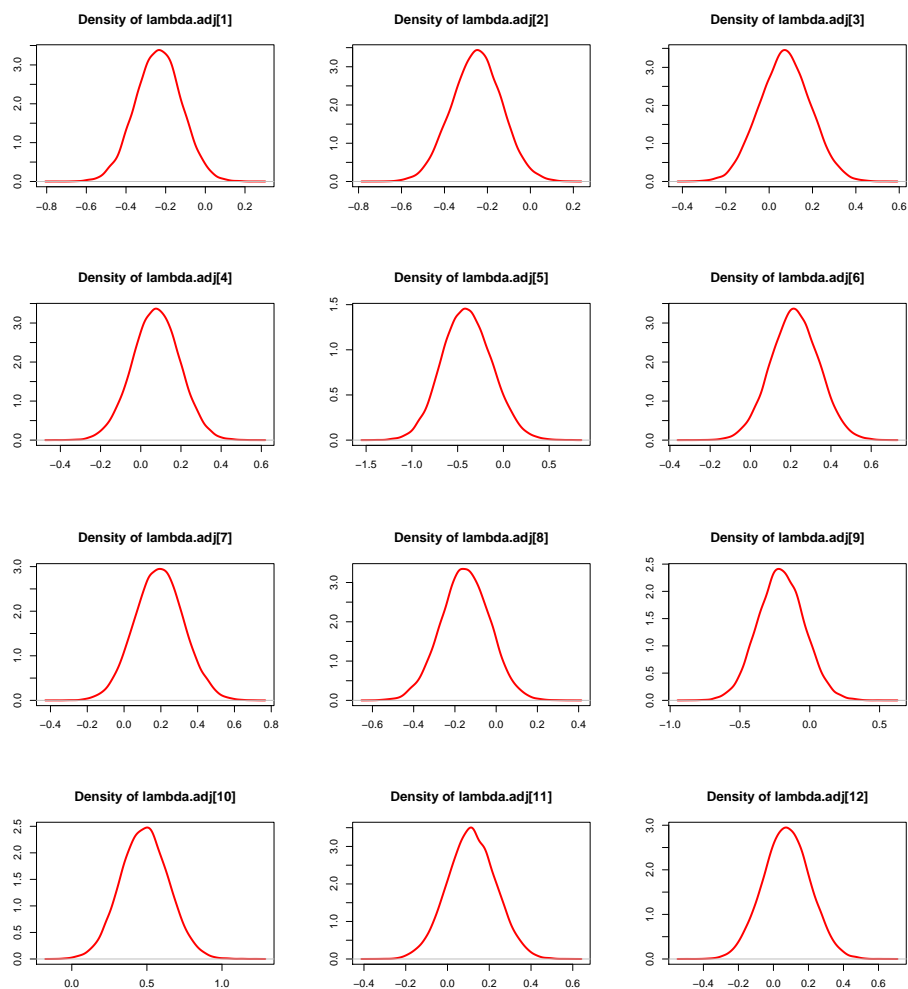 Density of lambda.adj[1]
0.0 1.0 2.0 3.0
−0.8 −0.6 −0.4 −0.2 0.0 0.2
Density of lambda.adj[2]
0.0 1.0 2.0 3.0
−0.8 −0.6 −0.4 −0.2 0.0 0.2
Density of lambda.adj[3]
0.0 1.0 2.0 3.0
−0.4 −0.2 0.0 0.2 0.4 0.6
Density of lambda.adj[4]
0.0 1.0 2.0 3.0
−0.4 −0.2 0.0 0.2 0.4 0.6
Density of lambda.adj[5]
0.0 0.5 1.0 1.5
−1.5 −1.0 −0.5 0.0 0.5
Density of lambda.adj[6]
0.0 1.0 2.0 3.0
−0.4 −0.2 0.0 0.2 0.4 0.6
Density of lambda.adj[7]
0.0 1.0 2.0 3.0
−0.4 −0.2 0.0 0.2 0.4 0.6 0.8
Density of lambda.adj[8]
0.0 1.0 2.0 3.0
−0.6 −0.4 −0.2 0.0 0.2 0.4
Density of lambda.adj[9]
0.0 0.5 1.0 1.5 2.0 2.5
−1.0 −0.5 0.0 0.5
Density of lambda.adj[10]
0.0 0.5 1.0 1.5 2.0 2.5
0.0 0.5 1.0
Density of lambda.adj[11]
0.0 1.0 2.0 3.0
−0.4 −0.2 0.0 0.2 0.4 0.6
Density of lambda.adj[12]
0.0 1.0 2.0 3.0
−0.4 −0.2 0.0 0.2 0.4 0.6